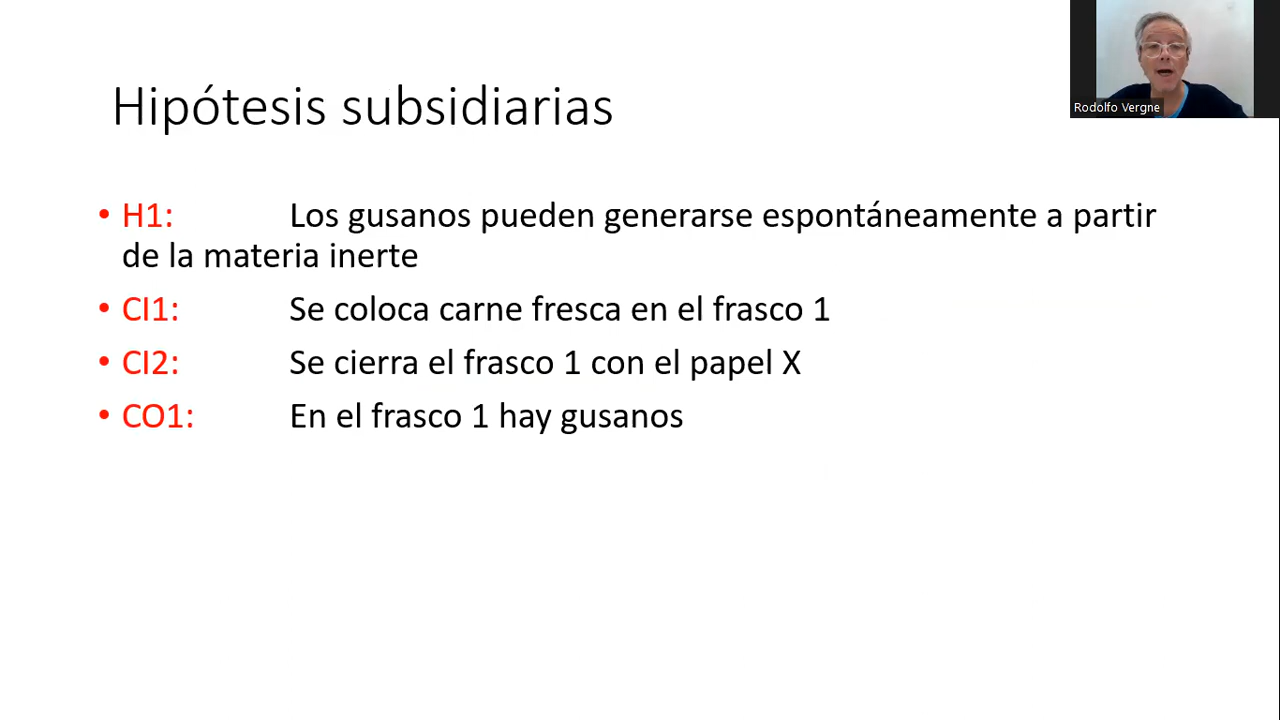 Hipótesis subsidiarias
Rodolfo Vergne
• H1: Los gusanos pueden generarse espontáneamente a partir
de la materia inerte
• CI1: Se coloca carne fresca en el frasco 1
• CI2: Se cierra el frasco 1 con el papel X
• CO1: En el frasco 1 hay gusanos